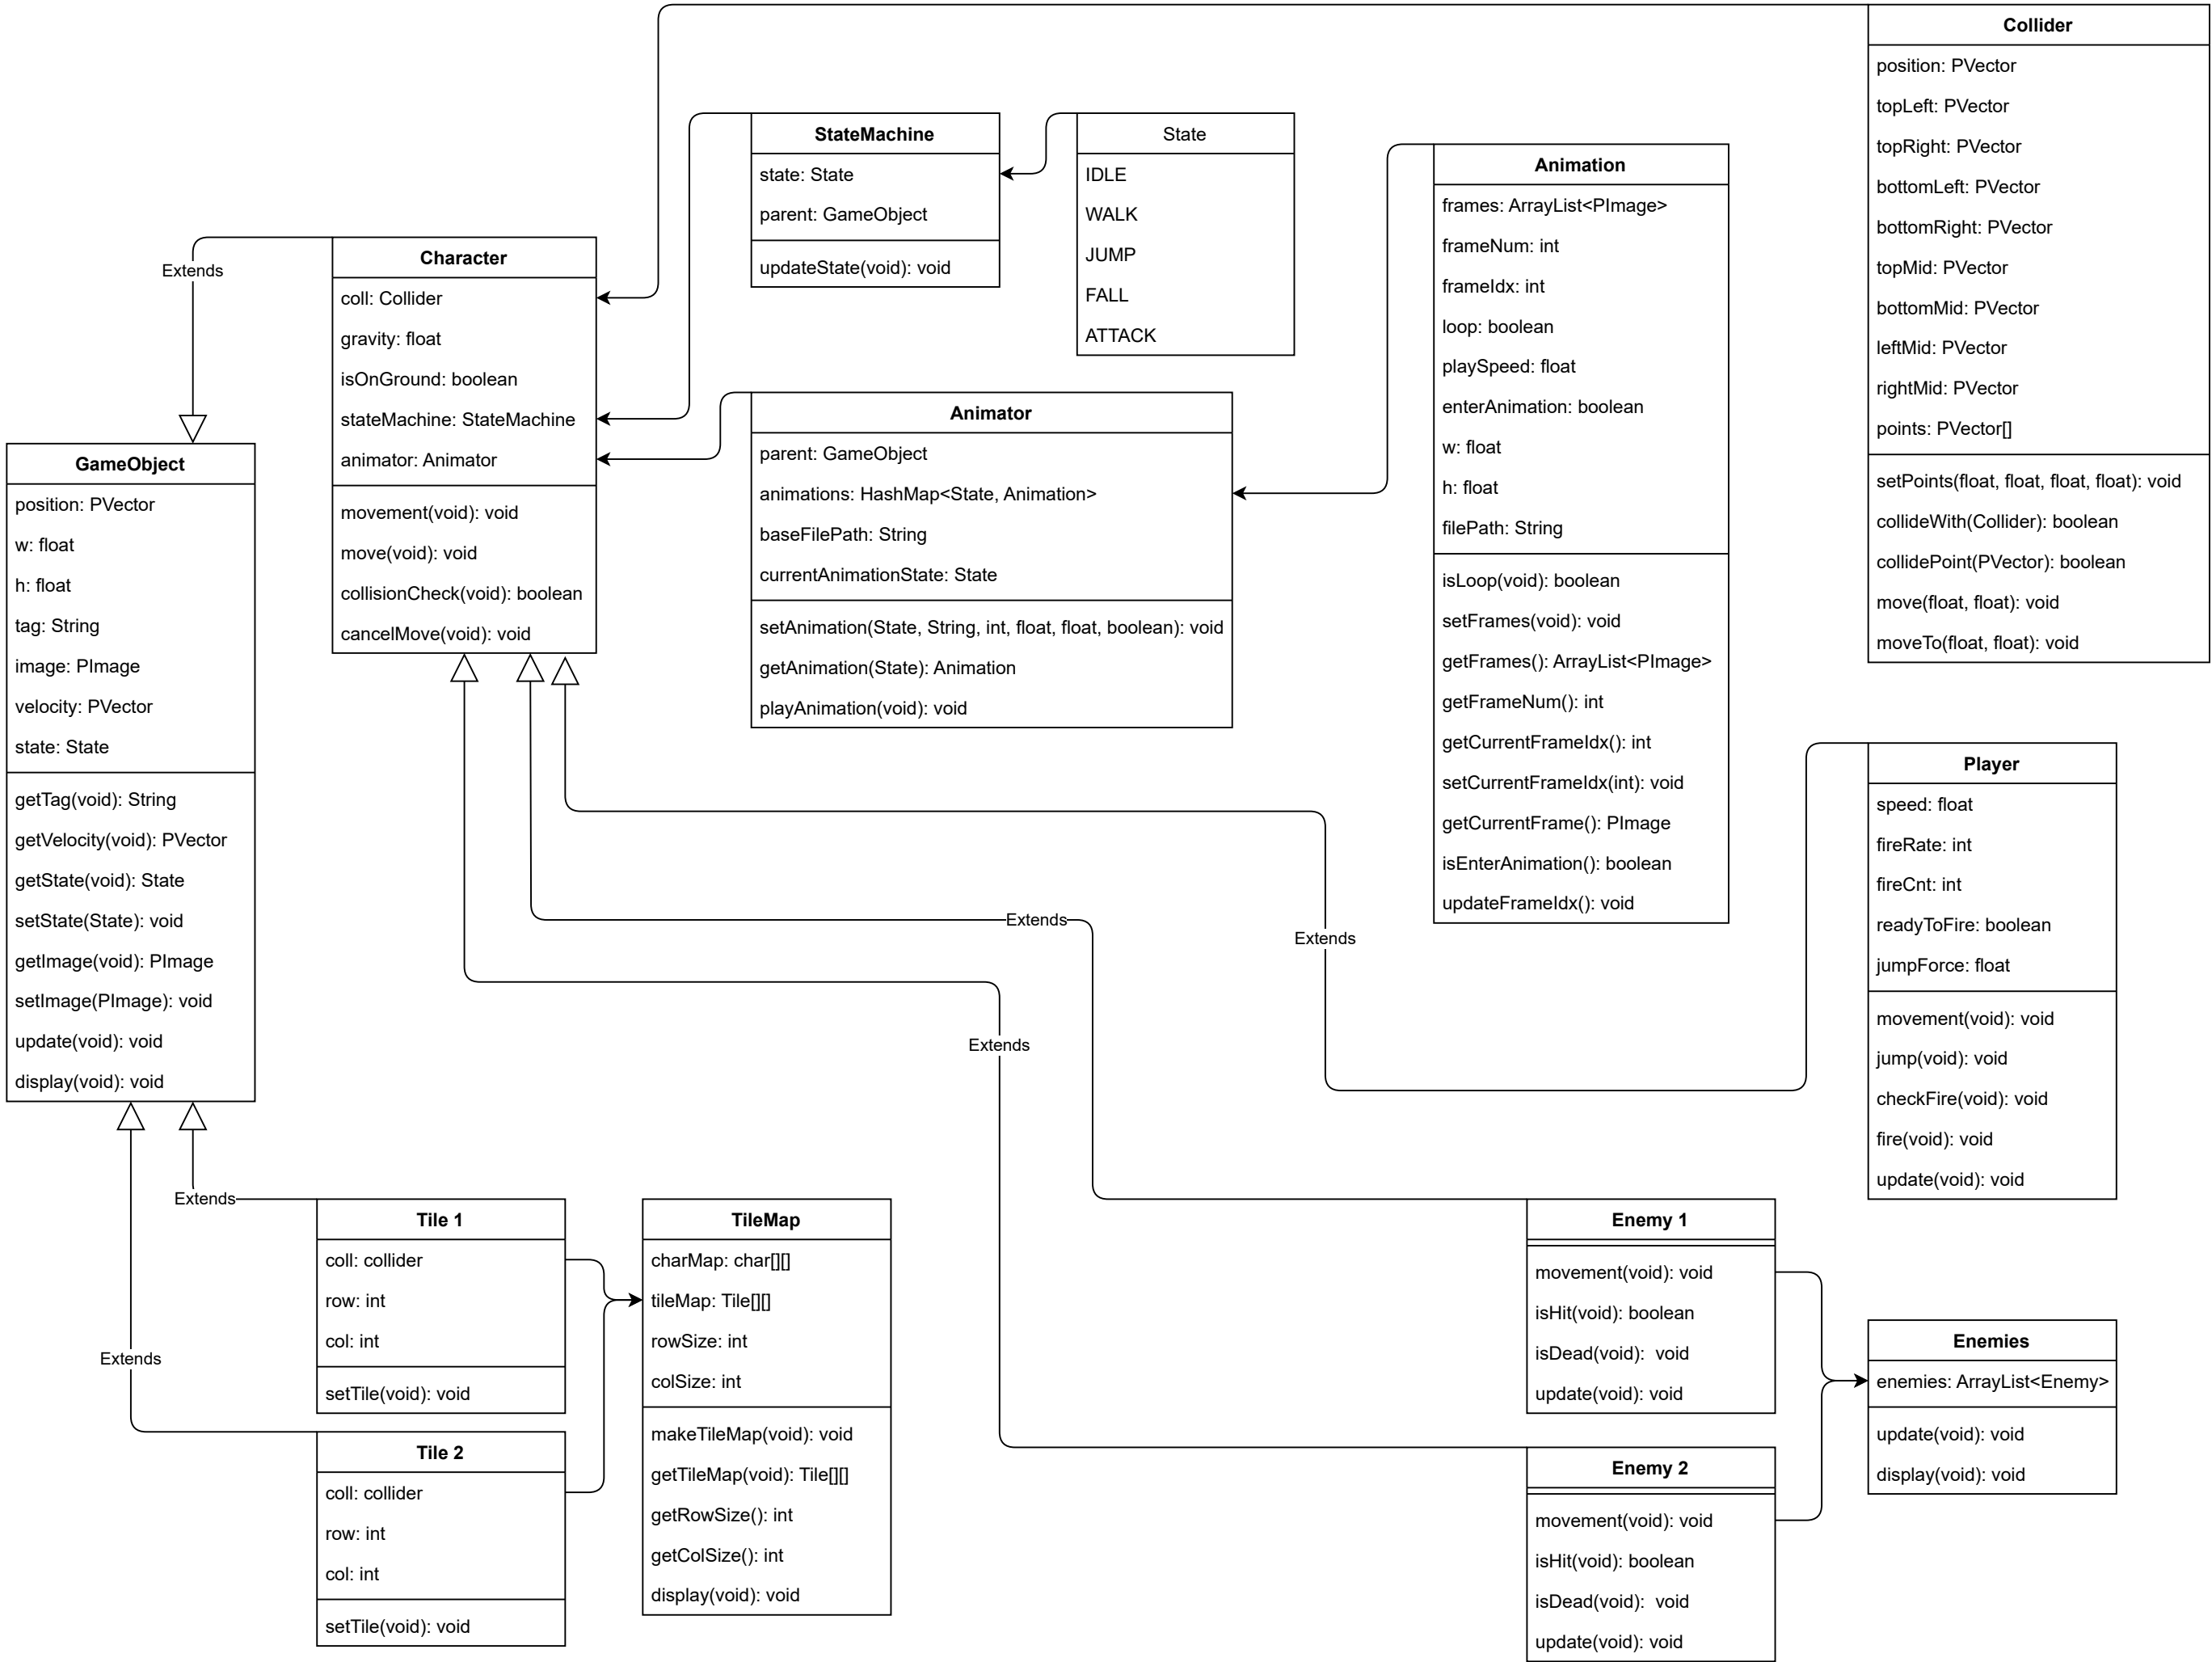 Collider
position: PVector
topLeft: PVector
topRight: PVector
bottomLeft: PVector
bottomRight: PVector
topMid: PVector
bottomMid: PVector
leftMid: PVector
rightMid: PVector
points: PVector[]
setPoints(float, float, float, float): void
collideWith(Collider): boolean
collidePoint(PVector): boolean
move(float, float): void
moveTo(float, float): void
StateMachine
state: State
parent: GameObject
updateState(void): void
State
IDLE
WALK
JUMP
FALL
ATTACK
Animation
frames: ArrayList<PImage>
frameNum: int
frameIdx: int
loop: boolean
playSpeed: float
enterAnimation: boolean
w: float
h: float
filePath: String
isLoop(void): boolean
setFrames(void): void
getFrames(): ArrayList<PImage>
getFrameNum(): int
getCurrentFrameIdx(): int
setCurrentFrameIdx(int): void
getCurrentFrame(): PImage
isEnterAnimation(): boolean
updateFrameIdx(): void
Extends
Character
coll: Collider
gravity: float
isOnGround: boolean
stateMachine: StateMachine
animator: Animator
movement(void): void
move(void): void
collisionCheck(void): boolean
cancelMove(void): void
Animator
parent: GameObject
animations: HashMap<State, Animation>
baseFilePath: String
currentAnimationState: State
setAnimation(State, String, int, float, float, boolean): void
getAnimation(State): Animation
playAnimation(void): void
GameObject
position: PVector
w: float
h: float
tag: String
image: PImage
velocity: PVector
state: State
getTag(void): String
getVelocity(void): PVector
getState(void): State
setState(State): void
getImage(void): PImage
setImage(PImage): void
update(void): void
display(void): void
Player
speed: float
fireRate: int
fireCnt: int
readyToFire: boolean
jumpForce: float
movement(void): void
jump(void): void
checkFire(void): void
fire(void): void
update(void): void
Extends
Extends
Extends
Extends
Extends
Tile 1
coll: collider
row: int
col: int
setTile(void): void
Tile 2
coll: collider
row: int
col: int
setTile(void): void
TileMap
charMap: char[][]
tileMap: Tile[][]
rowSize: int
colSize: int
makeTileMap(void): void
getTileMap(void): Tile[][]
getRowSize(): int
getColSize(): int
display(void): void
Enemy 1
movement(void): void
isHit(void): boolean
isDead(void):  void
update(void): void
Enemy 2
movement(void): void
isHit(void): boolean
isDead(void):  void
update(void): void
Enemies
enemies: ArrayList<Enemy>
update(void): void
display(void): void